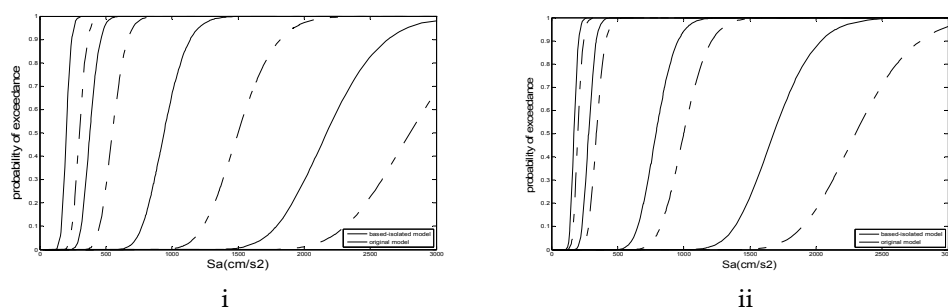 1
0.9
0.8
0.7
0.6
0.5
0.4
0.3
0.2
0.1
0
probability of exceedance
0 500 1000 1500 2000 2500 3000
Sa(cm/s2)
based-isolated model
original model
i
1
0.9
0.8
0.7
0.6
0.5
0.4
0.3
0.2
0.1
0
probability of exceedance
0 500 1000 1500 2000 2500 3000
Sa(cm/s2)
based-isolated model
original model
ii